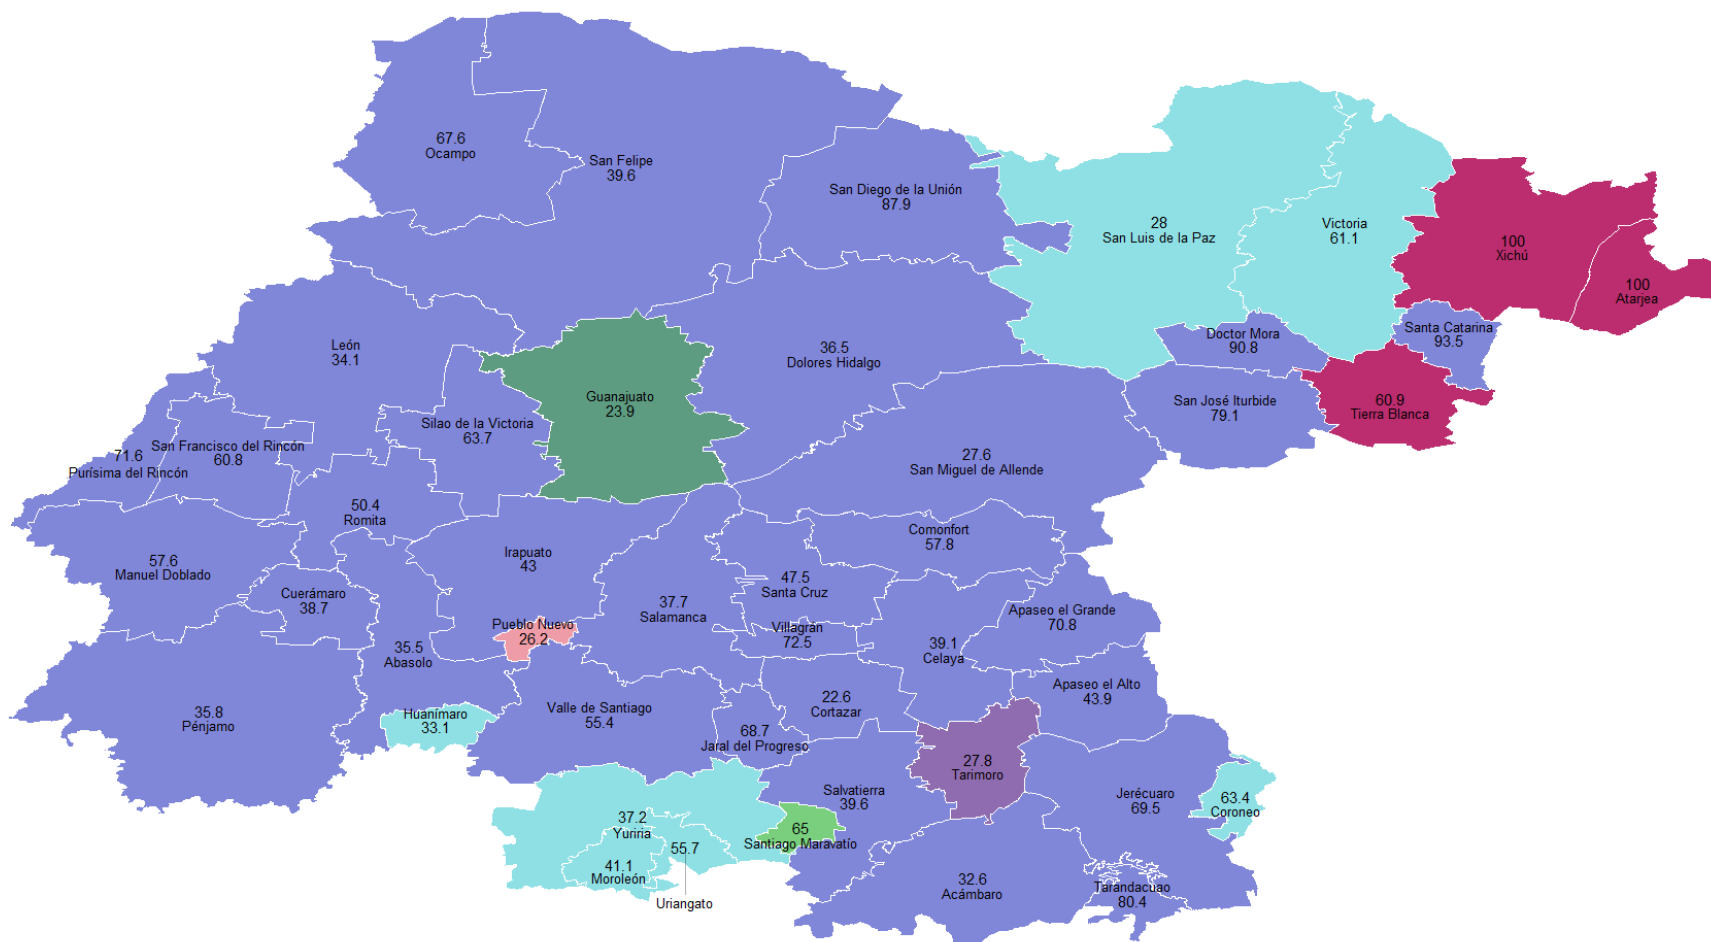 67.6
Ocampo
San Felipe
39.6
San Diego de la Unión
87.9
28
San Luis de la Paz
Victoria
61.1
100
Xichú
100
Atarjea
León
34.1
36.5
Dolores Hidalgo
Doctor Mora
90.8
Santa Catarina
93.5
Guanajuato
23.9
Silao de la Victoria
63.7
San José Iturbide
79.1
60.9
Tierra Blanca
71.6
Purísima del Rincón
San Francisco del Rincón
60.8
27.6
San Miguel de Allende
50.4
Romita
57.6
Manuel Doblado
Irapuato
43
Comonfort
57.8
Cuerámaro
38.7
37.7
Salamanca
47.5
Santa Cruz
Villagrán
72.5
Apaseo el Grande
70.8
Pueblo Nuevo
26.2
35.5
Abasolo
39.1
Celaya
Apaseo el Alto
43.9
35.8
Pénjamo
Huanímaro
33.1
Valle de Santiago
55.4
68.7
Jaral del Progreso
22.6
Cortazar
27.8
Tarimoro
Salvatierra
39.6
Jerécuaro
69.5
63.4
Coroneo
37.2
Yuriria
65
Santiago Maravatío
55.7
Uriangato
41.1
Moroleón
32.6
Acámbaro
Tarandacuao
80.4